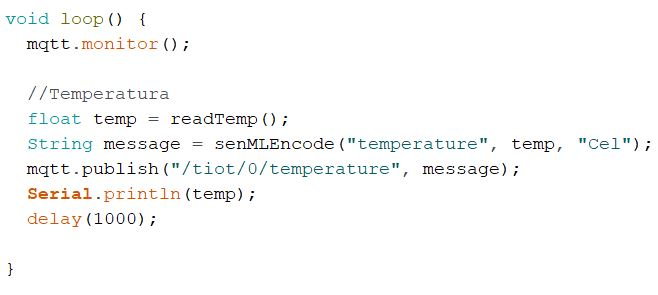 void loop() {
mqtt.monitor();
//Temperatura
float temp = readTemp();
String message = senMLEncode("temperature", temp, "Cel");
mqtt.publish("/tiot/0/temperature", message);
Serial.println(temp);
delay(1000);
}